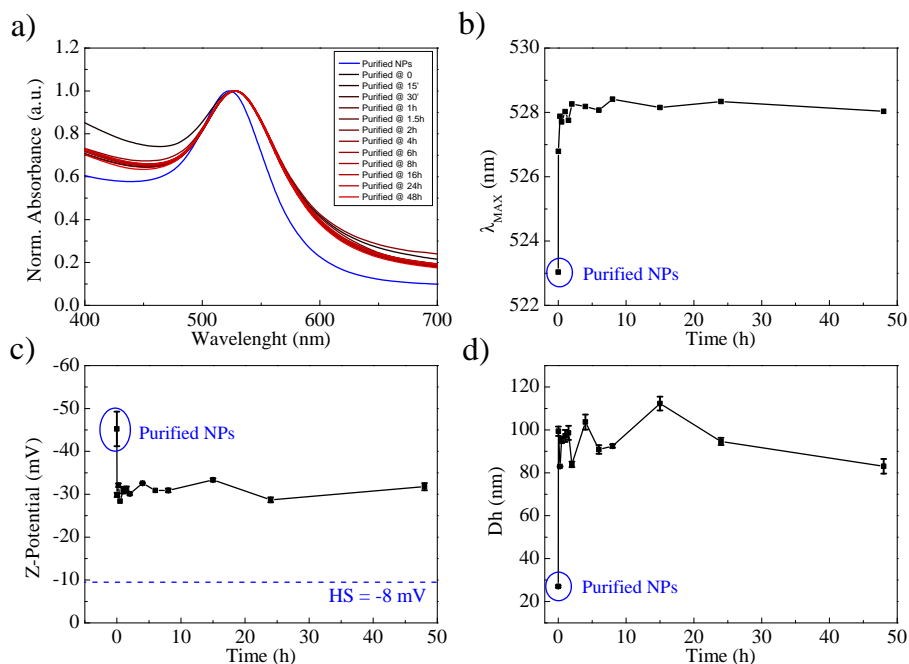 a)
1.2
1.0
0.8
0.6
0.4
0.2
0.0
Norm. Absorbance (a.u.)
400
500
600
700
Wavelenght (nm)
Purified NPs
Purified @ 0
Purified @ 15'
Purified @ 30'
Purified @ 1h
Purified @ 1.5h
Purified @ 2h
Purified @ 4h
Purified @ 6h
Purified @ 8h
Purified @ 16h
Purified @ 24h
Purified @ 48h
b)
530
528
526
524
522
λMAX (nm)
Purified NPs
0
10
20
30
40
50
Time (h)
c)
-60
-50
-40
-30
-20
-10
0
Z-Potential (mV)
Purified NPs
HS = -8 mV
0
10
20
30
40
50
Time (h)
d)
120
100
80
60
40
20
Dh (nm)
Purified NPs
0
10
20
30
40
50
Time (h)